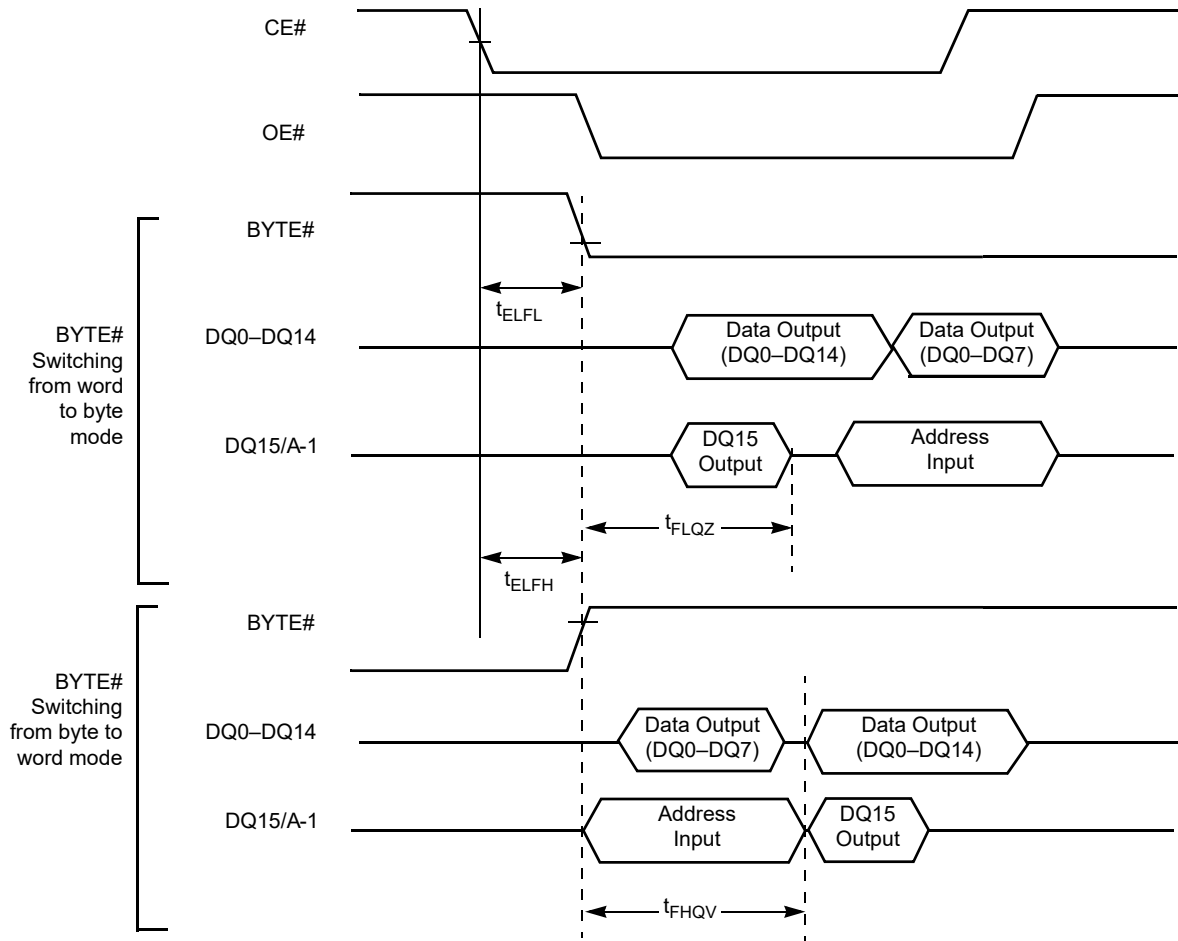 CE#
OE#
BYTE#
tELFL
BYTE#
Switching
from word
to byte
mode
DQ0–DQ14
Data Output
(DQ0–DQ14)
Data Output
(DQ0–DQ7)
DQ15/A-1
DQ15
Output
Address
Input
tFLQZ
tELFH
BYTE#
BYTE#
Switching
from byte to
word mode
DQ0–DQ14
Data Output
(DQ0–DQ7)
Data Output
(DQ0–DQ14)
DQ15/A-1
Address
Input
DQ15
Output
tFHQV